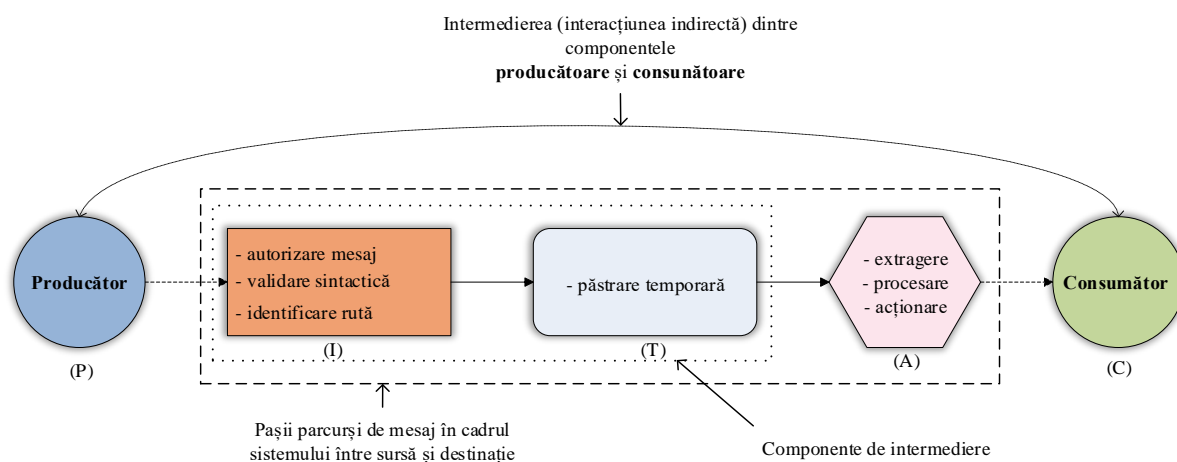 Intermedierea (interacțiunea indirectă) dintre
componentele
producătoare și consunătoare
Producător
(P)
- autorizare mesaj
- validare sintactică
- identificare rută
(I)
- păstrare temporară
(T)
- extragere
- procesare
- acționare
(A)
Consumător
(C)
Pașii parcurși de mesaj în cadrul
sistemului între sursă și destinație
Componente de intermediere